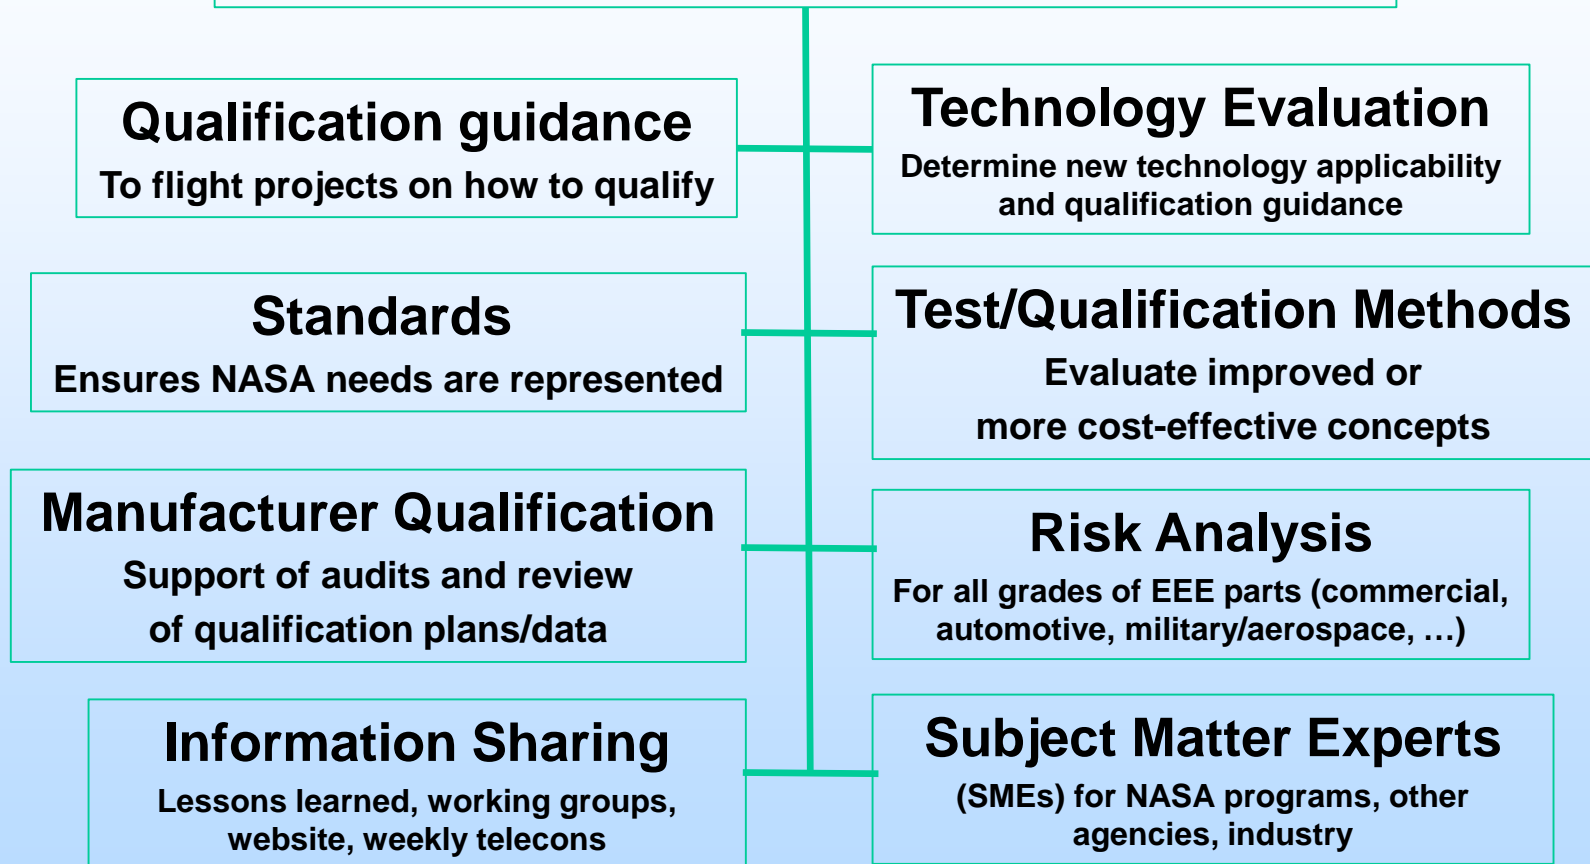 Qualification guidance
To flight projects on how to qualify
Technology Evaluation
Determine new technology applicability
and qualification guidance
Standards
Ensures NASA needs are represented
Test/Qualification Methods
Evaluate improved or
more cost-effective concepts
Manufacturer Qualification
Support of audits and review
of qualification plans/data
Risk Analysis
For all grades of EEE parts (commercial,
automotive, military/aerospace, …)
Information Sharing
Lessons learned, working groups,
website, weekly telecons
Subject Matter Experts
(SMEs) for NASA programs, other
agencies, industry